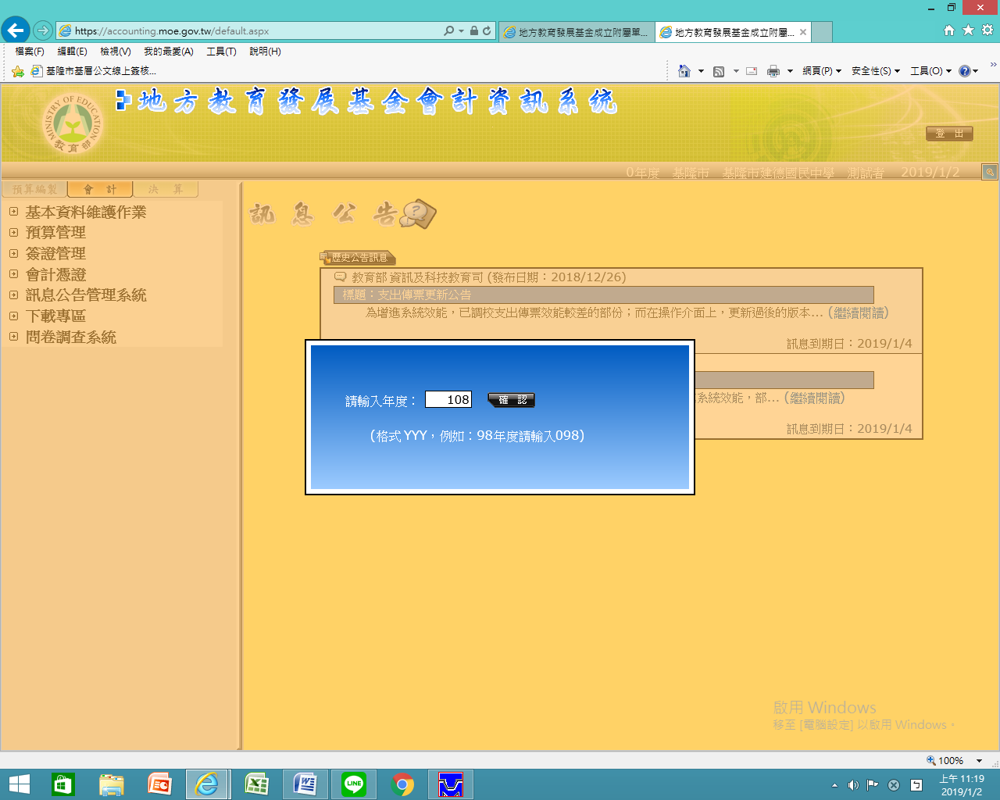 https://accounting.moe.gov.tw/default.aspx
地方教育發展基金成立附屬單...
地方教育發展基金成立附屬...
檔案(F) 編輯(E) 檢視(V) 我的最愛(A) 工具(T) 說明(H)
基隆市基層公文線上簽核...
網頁(P) 安全性(S) 工具(O)
MINISTRY OF EDUCATION
教育部
地方教育發展基金會計資訊系統
登 出
0年度 基隆市 基隆市建德國民中學 測試者 2019/1/2
預算編製 會 計 決 算
基本資料維護作業
預算管理
簽證管理
會計憑證
訊息公告管理系統
下載專區
問卷調查系統
訊息公告
歷史公告訊息
教育部 資訊及科技教育司 (發布日期：2018/12/26)
標題：支出傳票更新公告
為增進系統效能，已調校支出傳票效能較差的部份；而在操作介面上，更新過後的版本... (繼續閱讀)
訊息到期日：2019/1/4
系統效能，部... (繼續閱讀)
訊息到期日：2019/1/4
請輸入年度： 108 確 認
(格式 YYY，例如：98年度請輸入098)
啟用 Windows
移至 [電腦設定] 以啟用 Windows。
100%
LINE
上午 11:19
2019/1/2